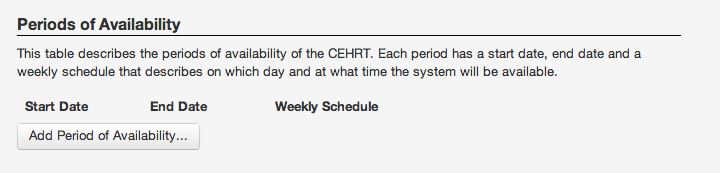 Periods of Availability
This table describes the periods of availability of the CEHRT. Each period has a start date, end date and a
weekly schedule that describes on which day and at what time the system will be available.
Start Date End Date Weekly Schedule
Add Period of Availability...